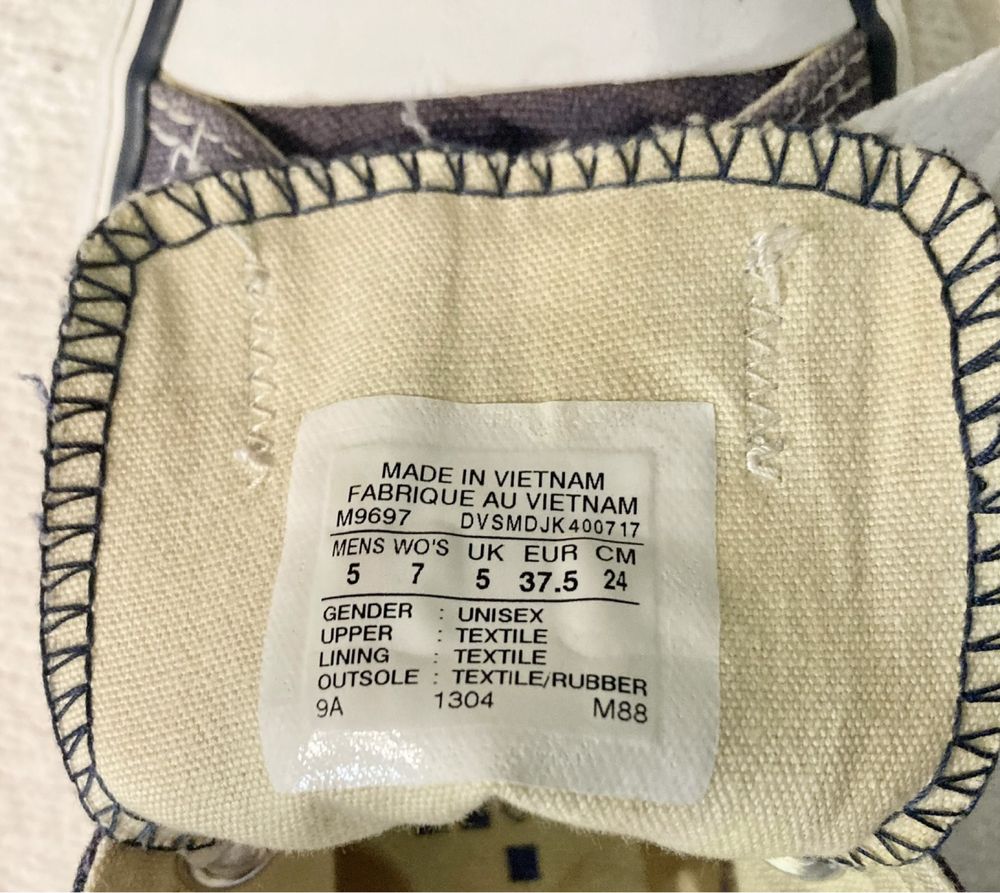 MADE IN VIETNAM
FABRIQUE AU VIETNAM
M9697 DVSMDJK400717
MENS WO'S UK EUR CM
5 7 5 37.5 24
GENDER : UNISEX
UPPER : TEXTILE
LINING : TEXTILE
OUTSOLE : TEXTILE/RUBBER
9A 1304 M88